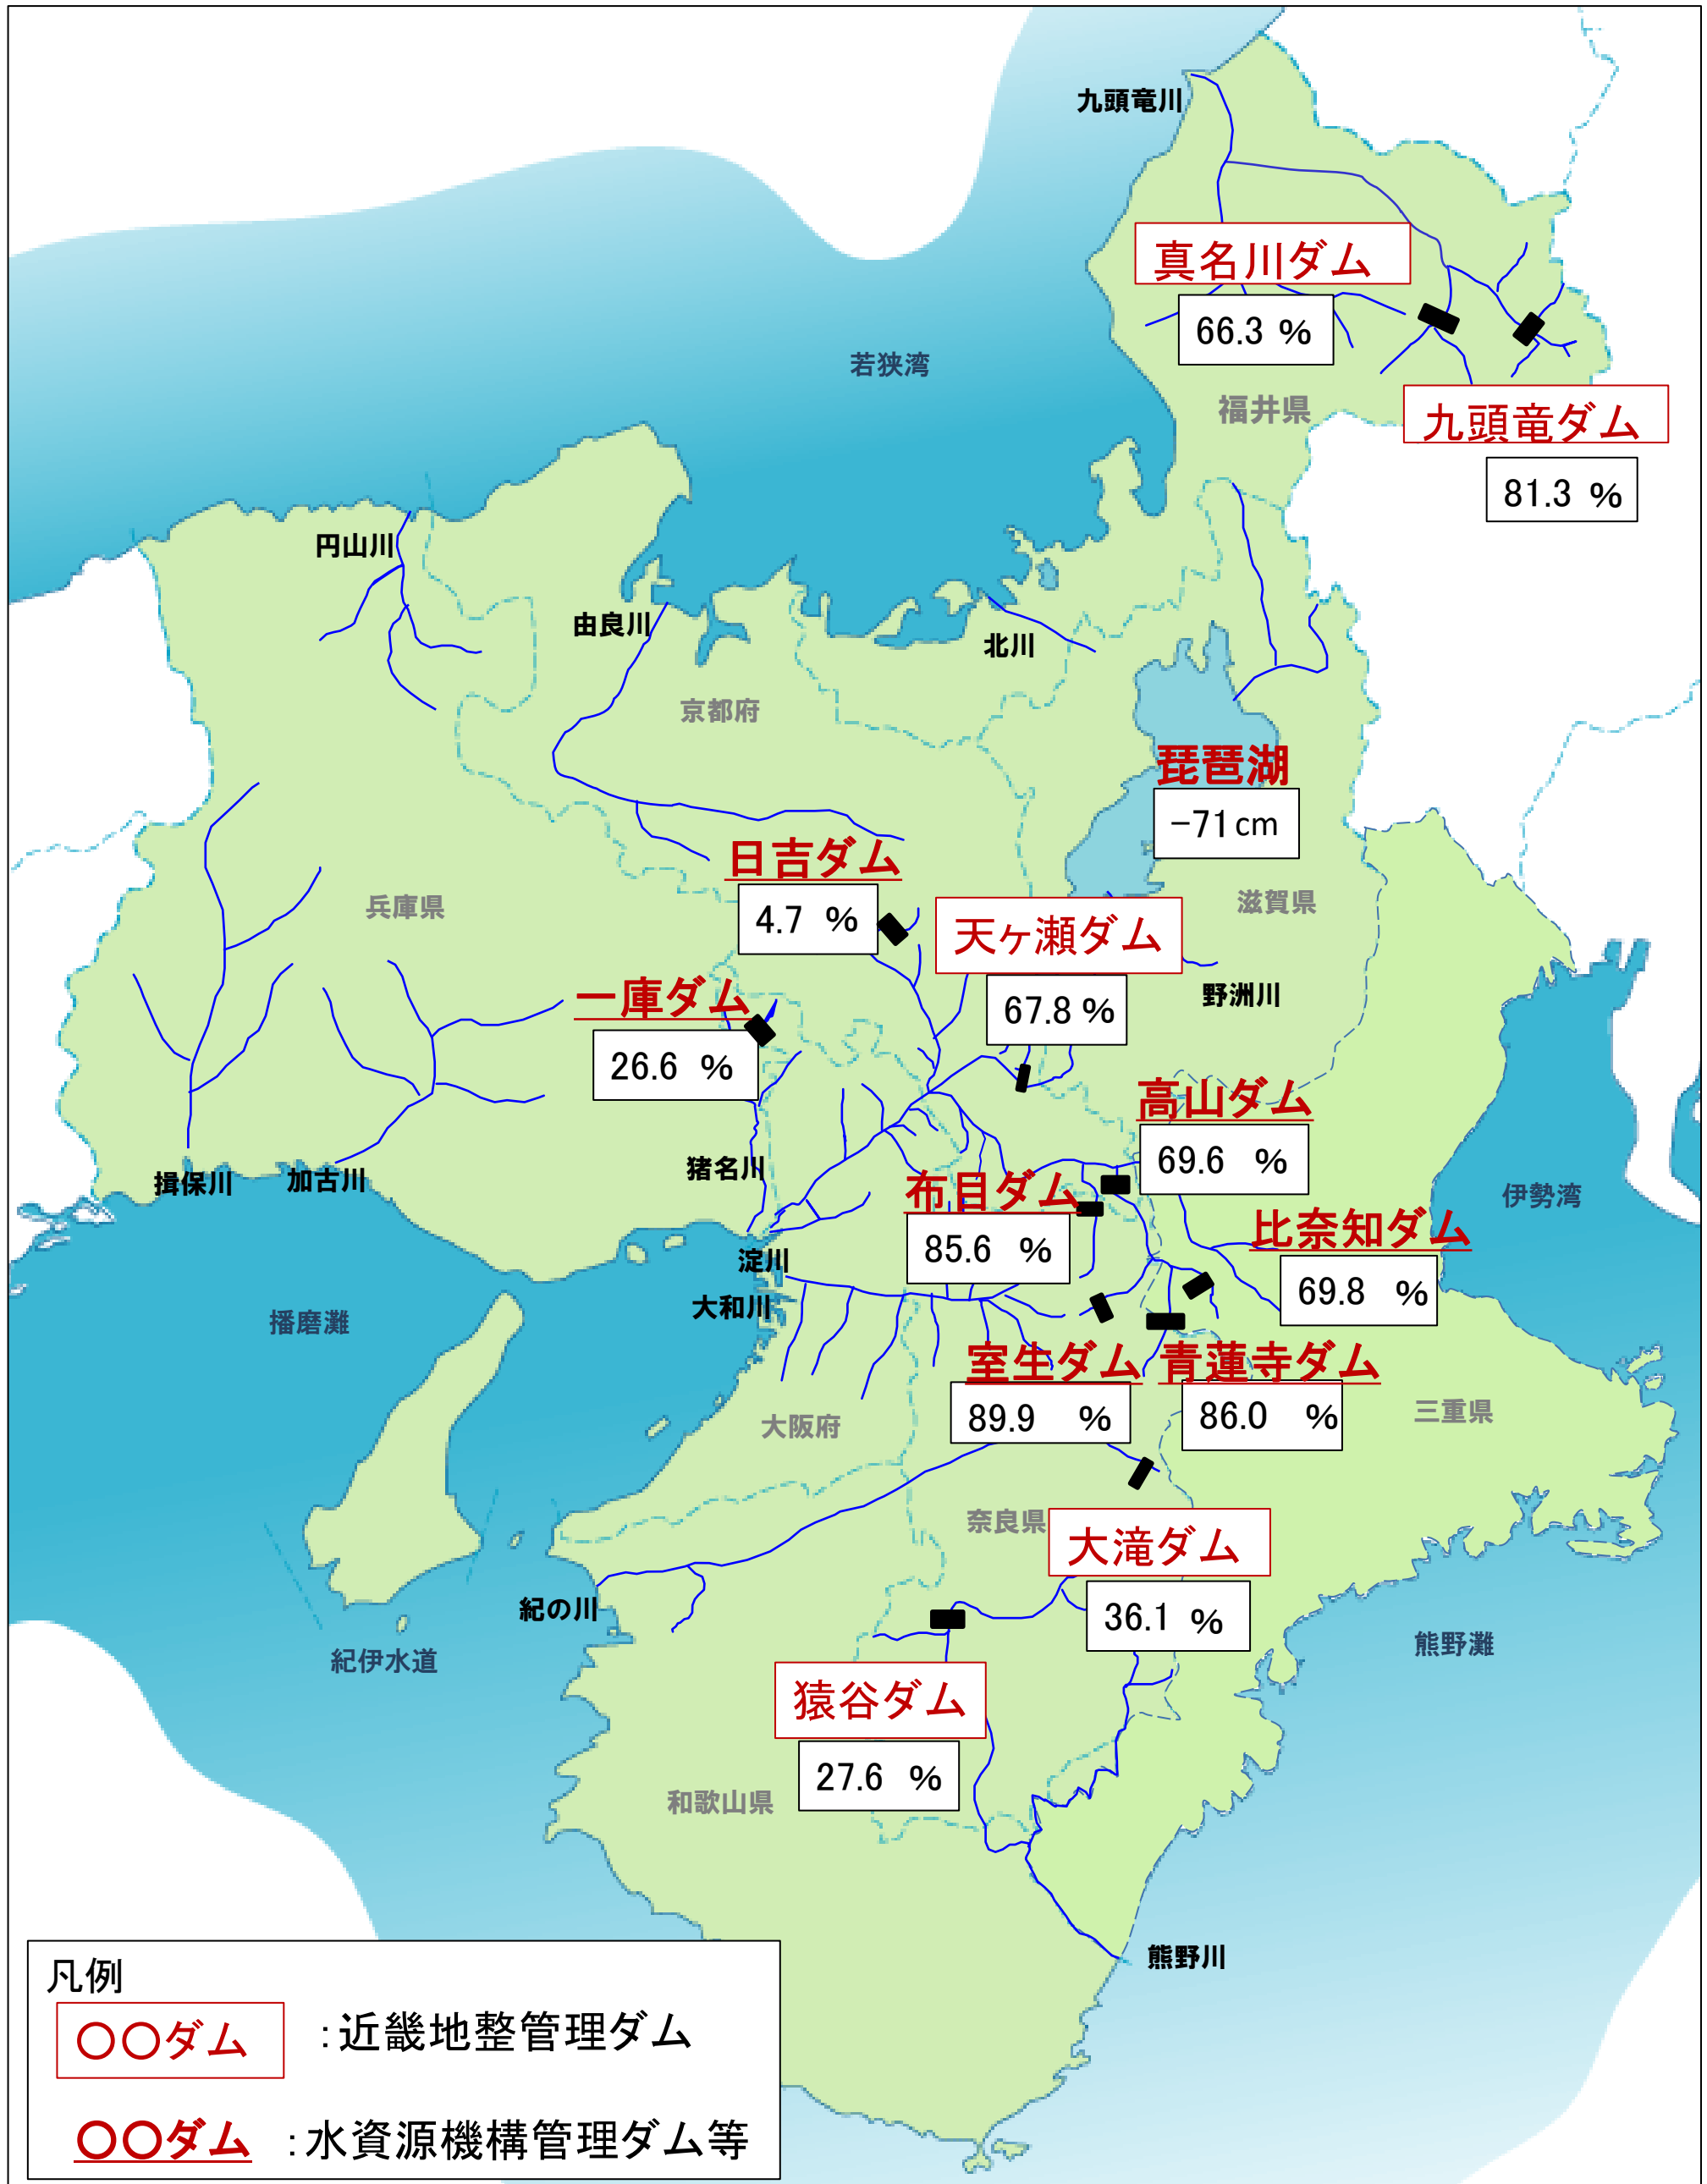 九頭竜川
真名川ダム
66.3 %
若狭湾
福井県
九頭竜ダム
81.3 %
円山川
由良川
北川
京都府
琵琶湖
−71cm
日吉ダム
4.7 %
兵庫県
天ヶ瀬ダム
67.8 %
滋賀県
野洲川
一庫ダム
26.6 %
高山ダム
69.6 %
猪名川
揖保川
加古川
布目ダム
85.6 %
伊勢湾
比奈知ダム
69.8 %
淀川
大和川
播磨灘
室生ダム
89.9 %
青蓮寺ダム
86.0 %
三重県
大阪府
奈良県
大滝ダム
36.1 %
紀の川
紀伊水道
熊野灘
猿谷ダム
27.6 %
和歌山県
熊野川
凡例
〇〇ダム :近畿地整管理ダム
〇〇ダム :水資源機構管理ダム等